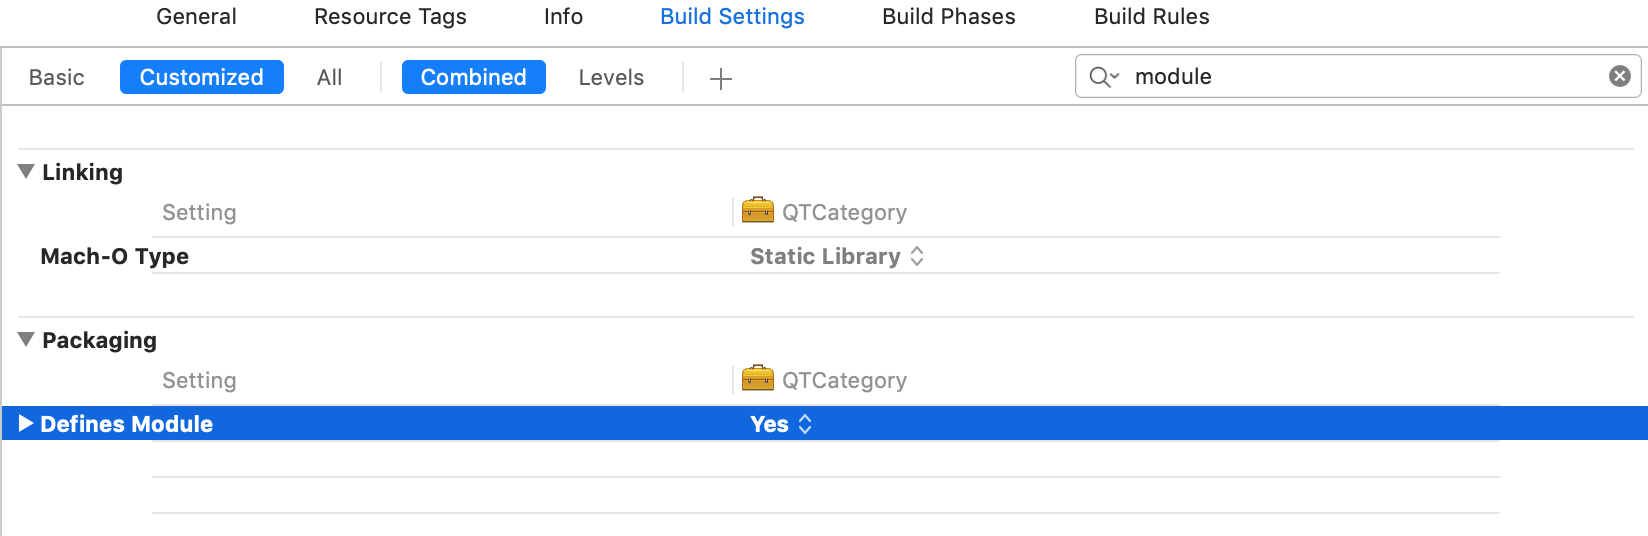 General Resource Tags Info Build Settings Build Phases Build Rules
Basic Customized All Combined Levels + module
Linking
Setting QTCategory
Mach-O Type Static Library
Packaging
Setting QTCategory
Defines Module Yes